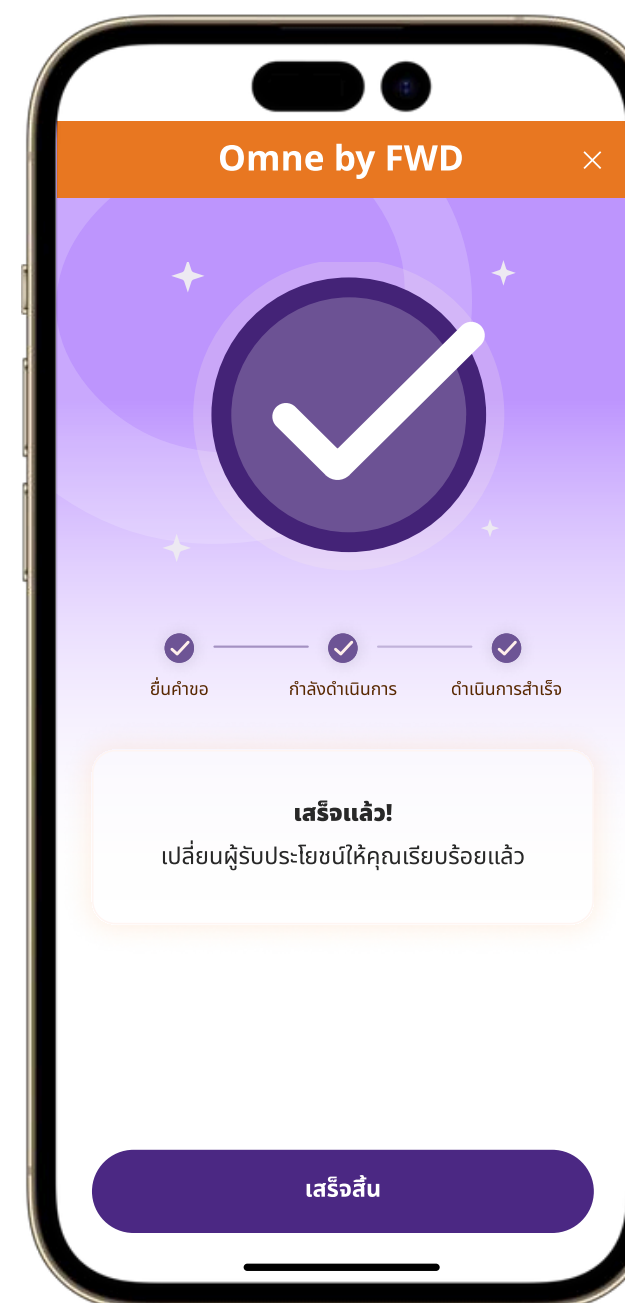 Omne by FWD
ยื่นคำขอ กำลังดำเนินการ ดำเนินการสำเร็จ
เสร็จแล้ว!
เปลี่ยนผู้รับประโยชน์ให้คุณเรียบร้อยแล้ว
เสร็จสิ้น